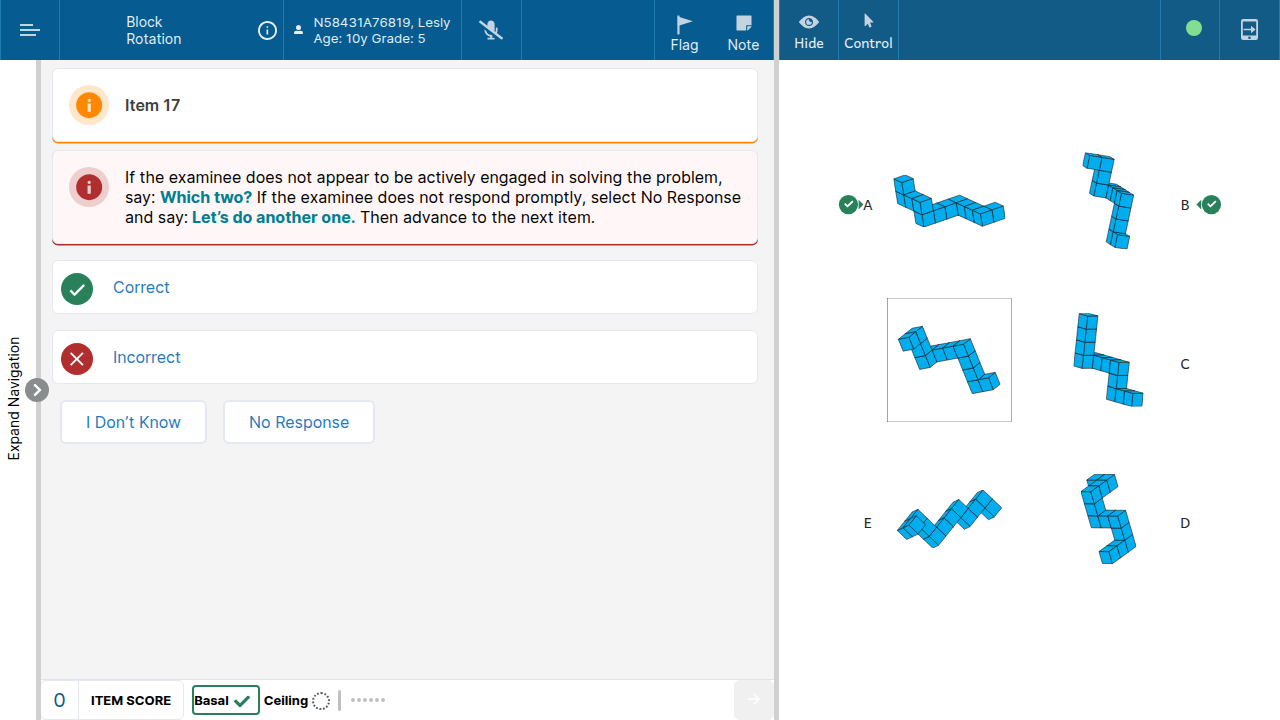 Block
Rotation
N58431A76819, Lesly
Age: 10y Grade: 5
Flag
Note
Hide
Control
Item 17
If the examinee does not appear to be actively engaged in solving the problem,
say: Which two? If the examinee does not respond promptly, select No Response
and say: Let’s do another one. Then advance to the next item.
Correct
Incorrect
I Don’t Know
No Response
Expand Navigation
0
ITEM SCORE
Basal
Ceiling
A
B
C
E
D